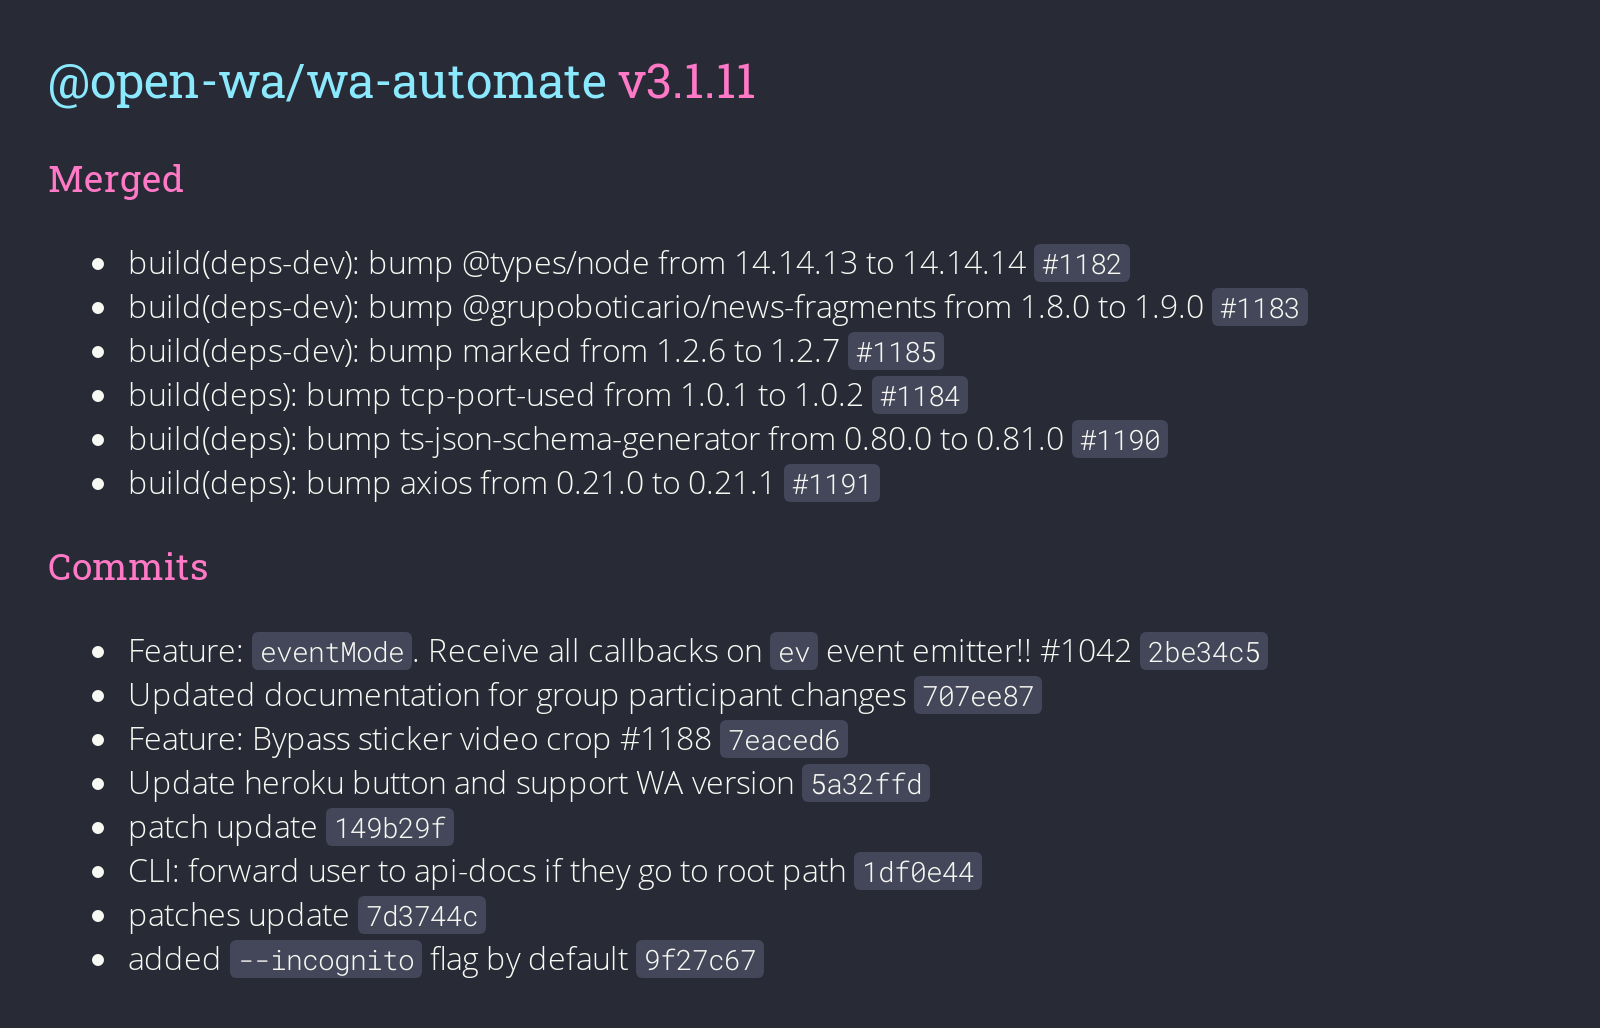 @open-wa/wa-automate v3.1.11
Merged
build(deps-dev): bump @types/node from 14.14.13 to 14.14.14 #1182
build(deps-dev): bump @grupoboticario/news-fragments from 1.8.0 to 1.9.0 #1183
build(deps-dev): bump marked from 1.2.6 to 1.2.7 #1185
build(deps): bump tcp-port-used from 1.0.1 to 1.0.2 #1184
build(deps): bump ts-json-schema-generator from 0.80.0 to 0.81.0 #1190
build(deps): bump axios from 0.21.0 to 0.21.1 #1191
Commits
Feature: eventMode. Receive all callbacks on ev event emitter!! #1042 2be34c5
Updated documentation for group participant changes 707ee87
Feature: Bypass sticker video crop #1188 7eaced6
Update heroku button and support WA version 5a32ffd
patch update 149b29f
CLI: forward user to api-docs if they go to root path 1df0e44
patches update 7d3744c
added --incognito flag by default 9f27c67